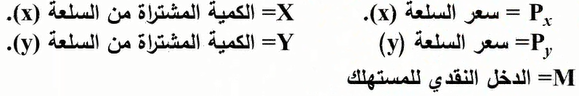 Pₓ = سعر السلعة (x). X= الكمية المشتراة من السلعة (x).
Pᵧ= سعر السلعة (y) Y= الكمية المشتراة من السلعة (y).
M= الدخل النقدي للمستهلك